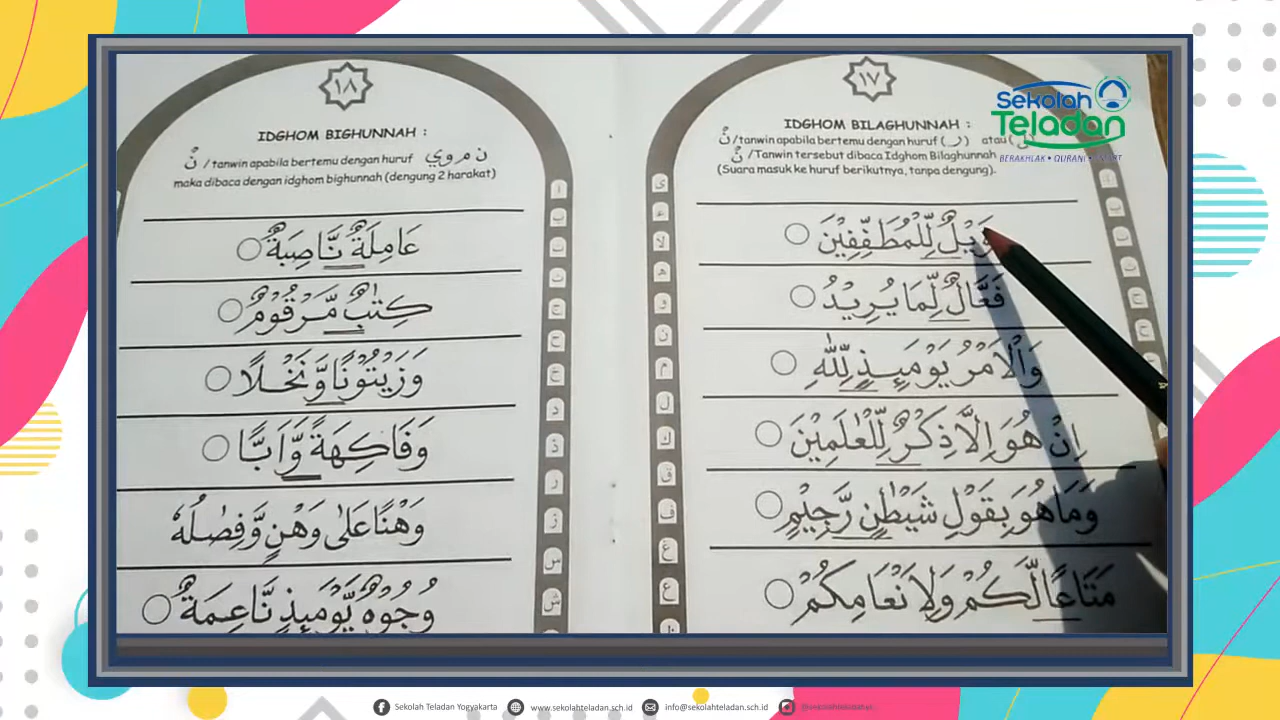 Sekolah
Teladan
BERAKHLAK • QURANI •
١٧
IDGHOM BILAGHUNNAH :
نْ /tanwin apabila bertemu dengan huruf ( ر ) atau (
نْ /Tanwin tersebut dibaca Idghom Bilaghunnah
(Suara masuk ke huruf berikutnya, tanpa dengung).
وَيْلٌ لِّلْمُطَفِّفِيْنَ
فَعَّالٌ لِّمَا يُرِيْدُ
وَالْاَمْرُ يَوْمَىِٕذٍ لِّلّٰهِ
اِنْ هُوَ اِلَّا ذِكْرٌ لِّلْعٰلَمِيْنَ
وَمَا هُوَ بِقَوْلِ شَيْطٰنٍ رَّجِيْمٍ
مَتَاعًا لَّكُمْ وَلِاَنْعَامِكُمْ
١٨
IDGHOM BIGHUNNAH :
نْ / tanwin apabila bertemu dengan huruf ن م و ي
maka dibaca dengan idghom bighunnah (dengung 2 harakat)
عَامِلَةٌ نَّاصِبَةٌ
كِتٰبٌ مَّرْقُوْمٌ
وَزَيْتُوْنًا وَّنَخْلًا
وَفَاكِهَةً وَّاَبًّا
وَهْنًا عَلٰى وَهْنٍ وَّفِصٰلُهٗ
وُجُوْهٌ يَّوْمَىِٕذٍ نَّاعِمَةٌ
Sekolah Teladan Yogyakarta
www.sekolahteladan.sch.id
info@sekolahteladan.sch.id